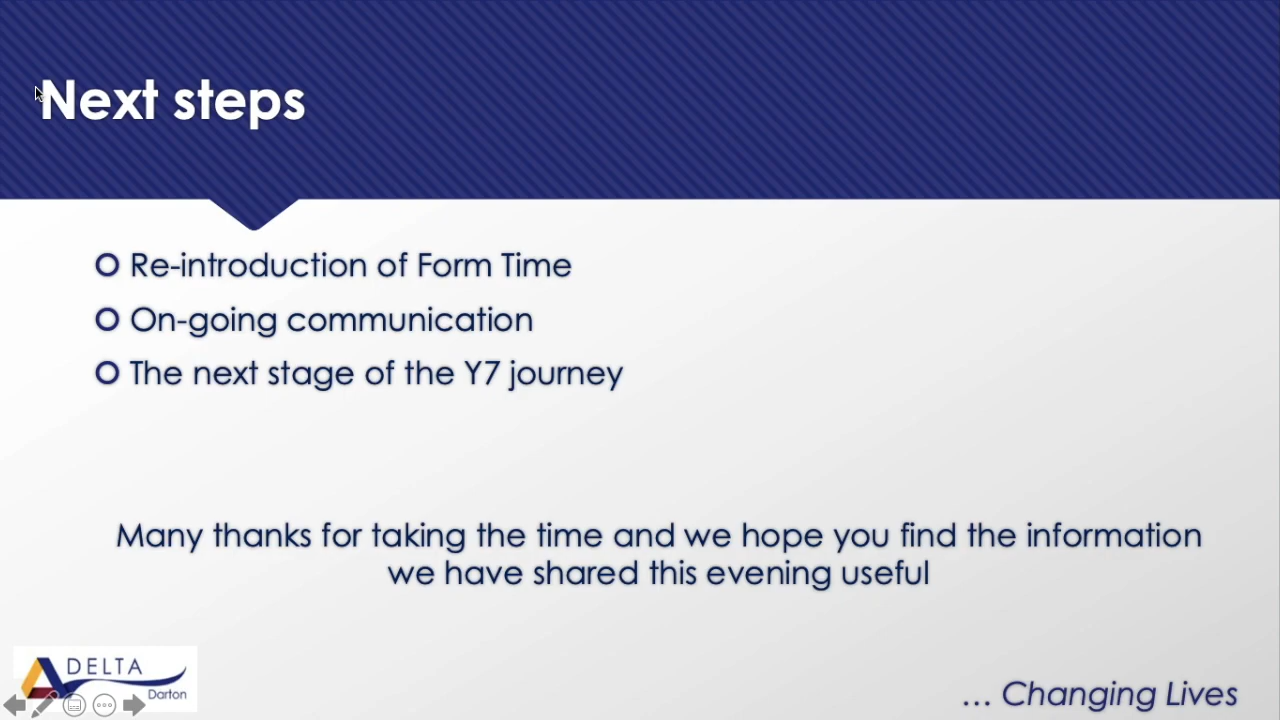 Next steps
Re-introduction of Form Time
On-going communication
The next stage of the Y7 journey
Many thanks for taking the time and we hope you find the information
we have shared this evening useful
DELTA
Darton
... Changing Lives